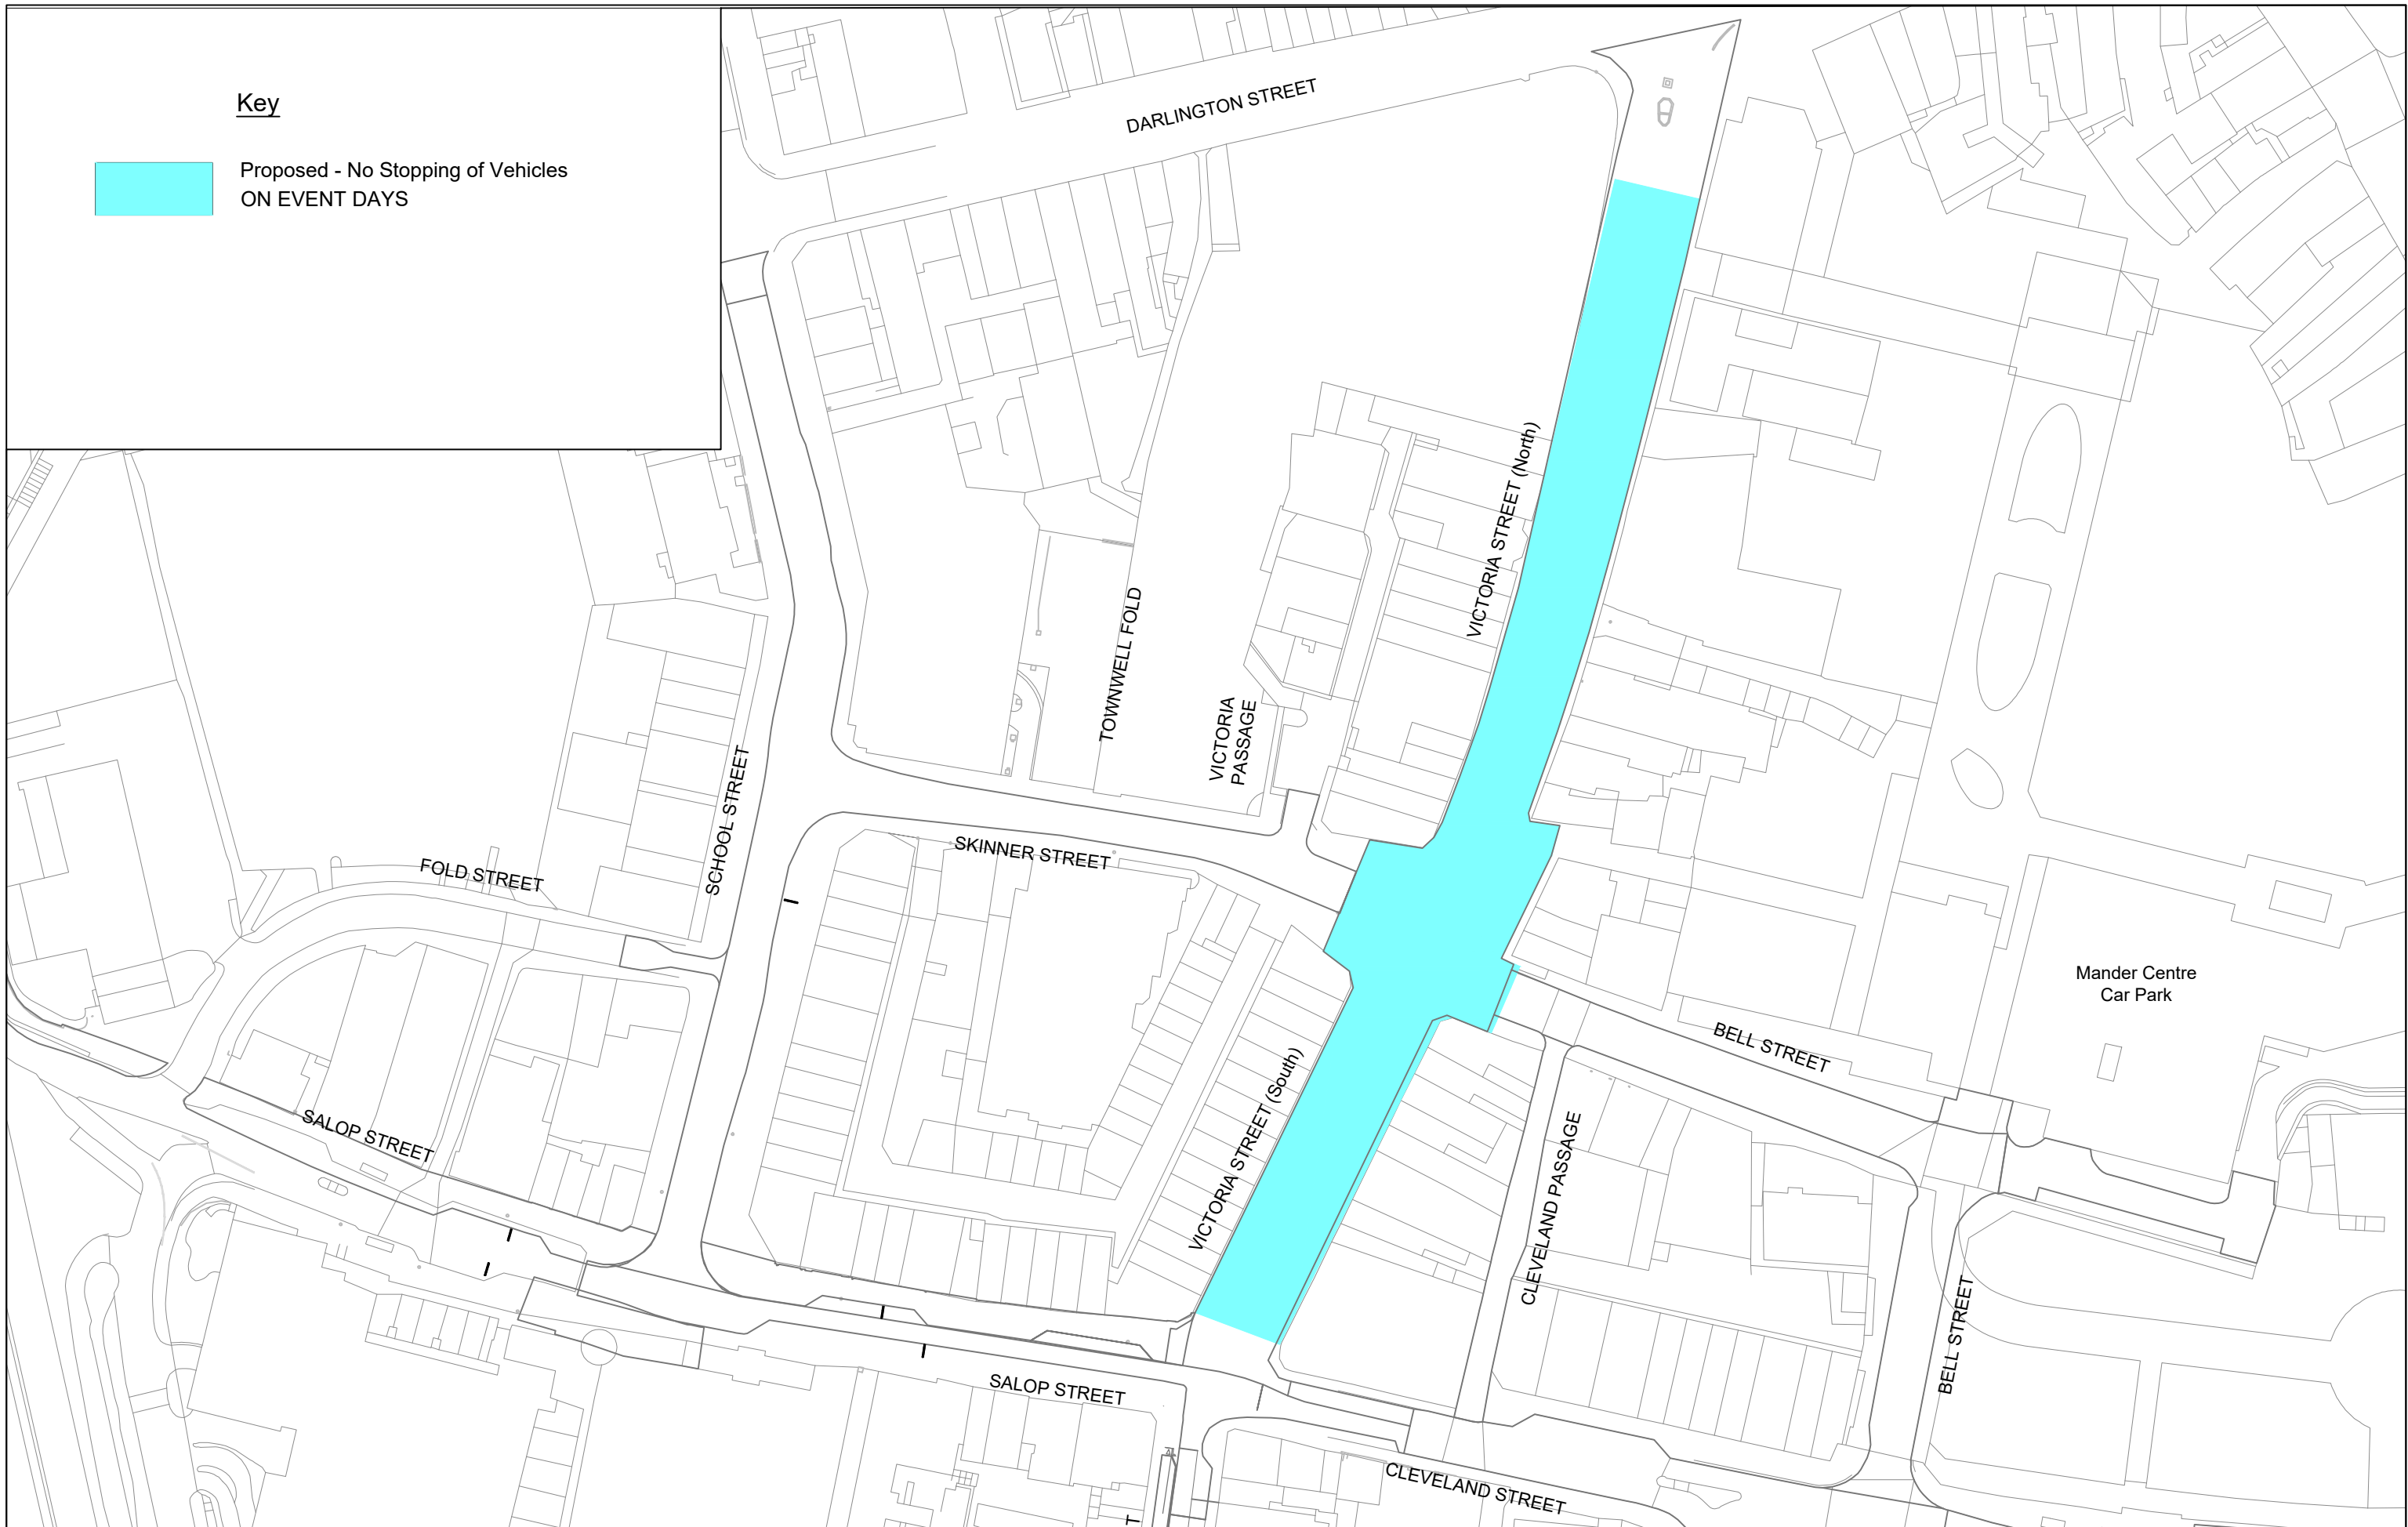 Key
Proposed - No Stopping of Vehicles
ON EVENT DAYS
DARLINGTON STREET
VICTORIA STREET (North)
TOWNWELL FOLD
VICTORIA
PASSAGE
SCHOOL STREET
SKINNER STREET
FOLD STREET
Mander Centre
Car Park
BELL STREET
VICTORIA STREET (South)
SALOP STREET
CLEVELAND PASSAGE
BELL STREET
SALOP STREET
CLEVELAND STREET
T